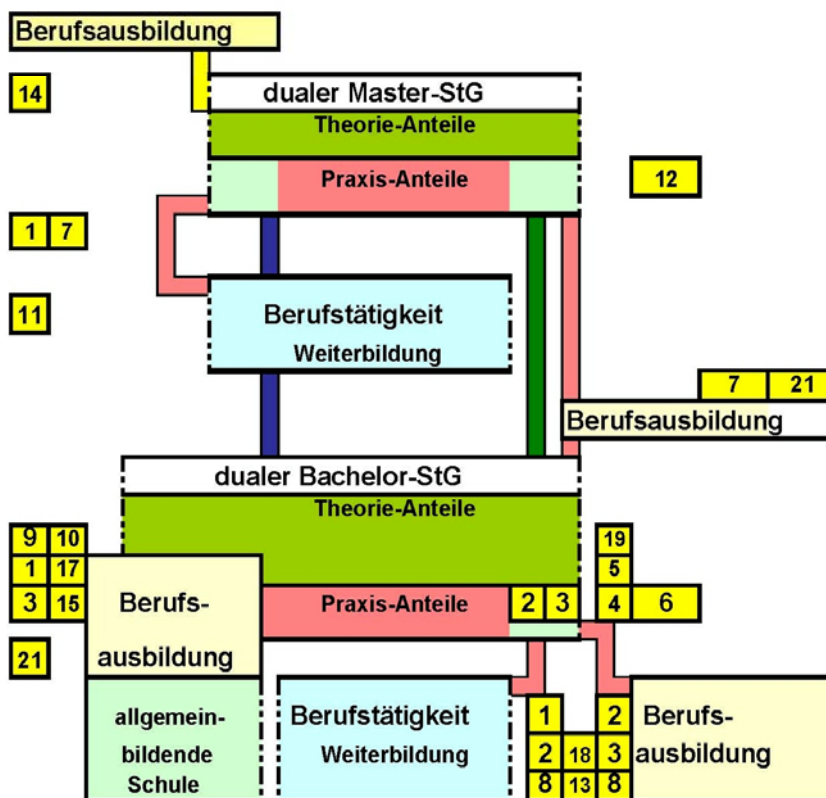 Berufsausbildung
14
dualer Master-StG
Theorie-Anteile
Praxis-Anteile
12
1 7
11
Berufstätigkeit
Weiterbildung
7 21
Berufsausbildung
dualer Bachelor-StG
Theorie-Anteile
9 10
19
1 17
5
3 15
Berufs-
ausbildung
Praxis-Anteile
2 3
4 6
21
allgemein-
bildende
Schule
Berufstätigkeit
Weiterbildung
1 2
2 18 3
8 13 8
Berufs-
ausbildung